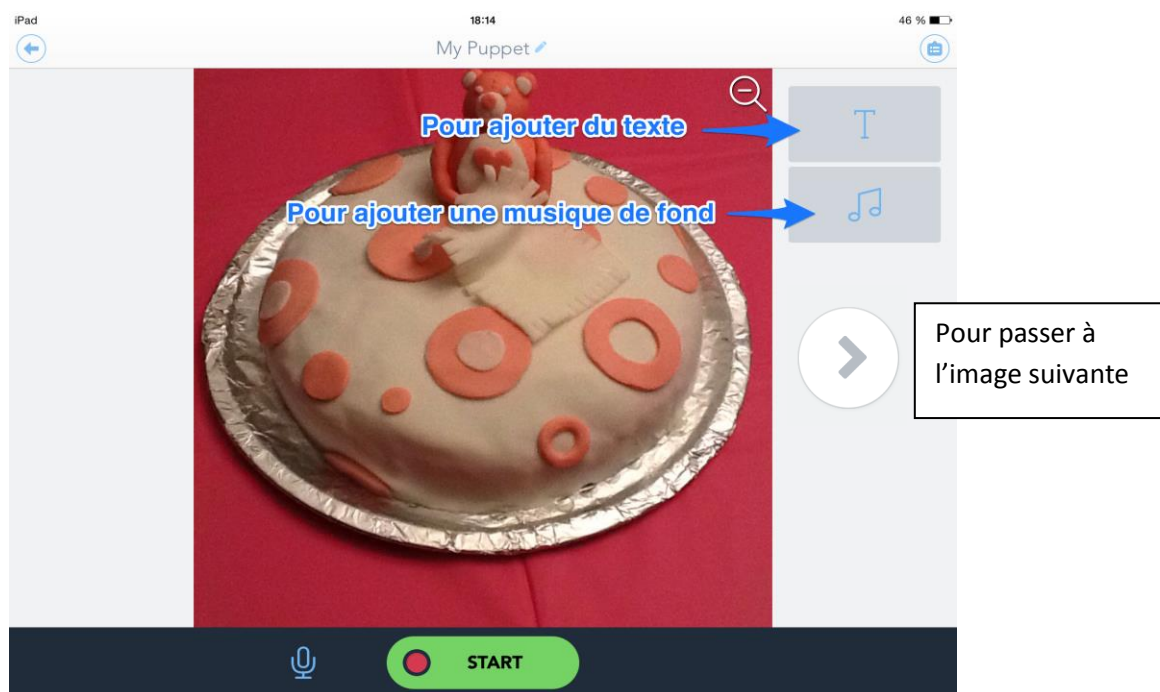 iPad 18:14 46 %
My Puppet
Pour ajouter du texte
T
Pour ajouter une musique de fond
Pour passer à
l’image suivante
START